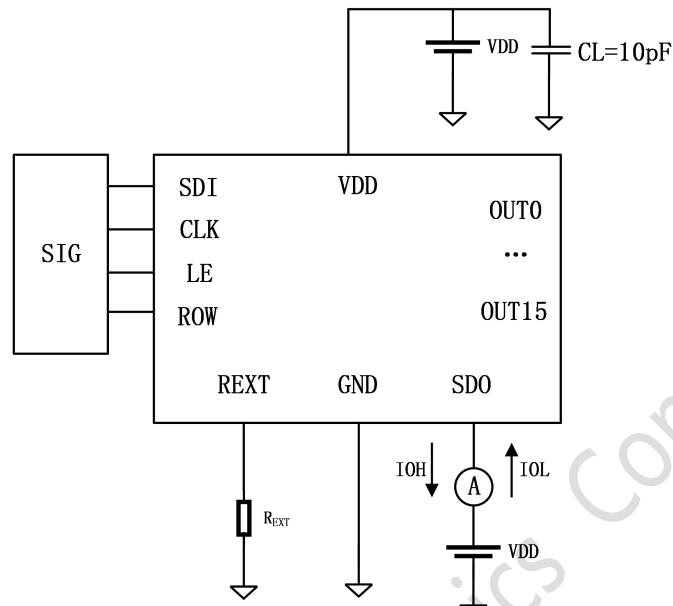 VDD
CL=10pF
SDI
VDD
OUT0
CLK
SIG
LE
...
ROW
OUT15
REXT
GND
SDO
IOH
A
IOL
REXT
VDD